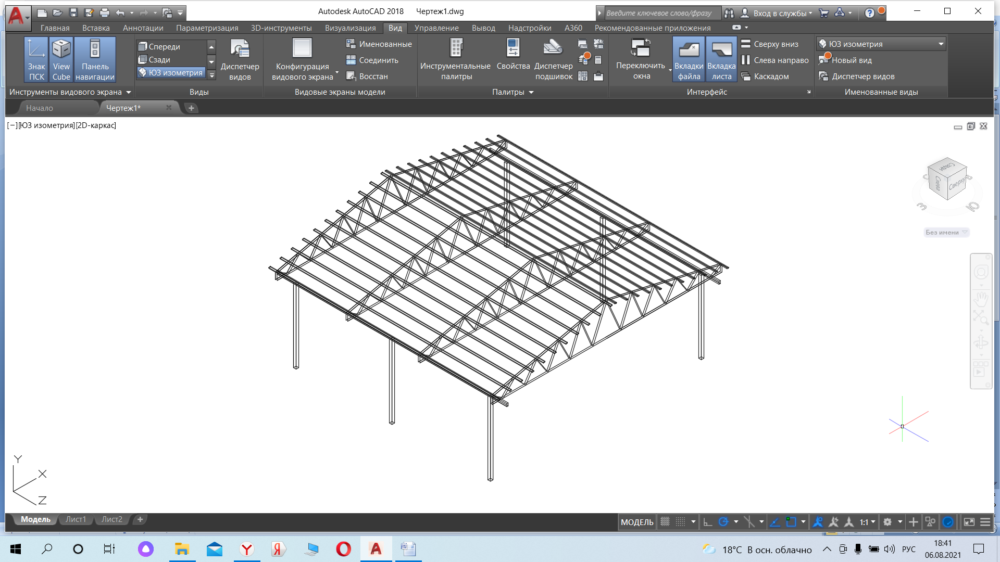 Autodesk AutoCAD 2018 Чертеж1.dwg
Введите ключевое слово/фразу
Вход в службы
Главная Вставка Аннотации Параметризация 3D-инструменты Визуализация Вид Управление Вывод Надстройки A360 Рекомендованные приложения
Знак ПСК
View Cube
Панель навигации
Инструменты видового экрана
Спереди
Сзади
ЮЗ изометрия
Диспетчер видов
Виды
Конфигурация видового экрана
Именованные
Соединить
Восстан
Видовые экраны модели
Инструментальные палитры
Свойства
Диспетчер подшивок
Палитры
Переключить окна
Вкладки файла
Вкладка листа
Сверху вниз
Слева направо
Каскадом
Интерфейс
ЮЗ изометрия
Новый вид
Диспетчер видов
Именованные виды
Начало
Чертеж1*
[−][ЮЗ изометрия][2D-каркас]
Сзади
Слева
Сверху
З
Ю
Без имени
Y
X
Z
Модель Лист1 Лист2
МОДЕЛЬ
1:1
18°C В осн. облачно
РУС
18:41
06.08.2021